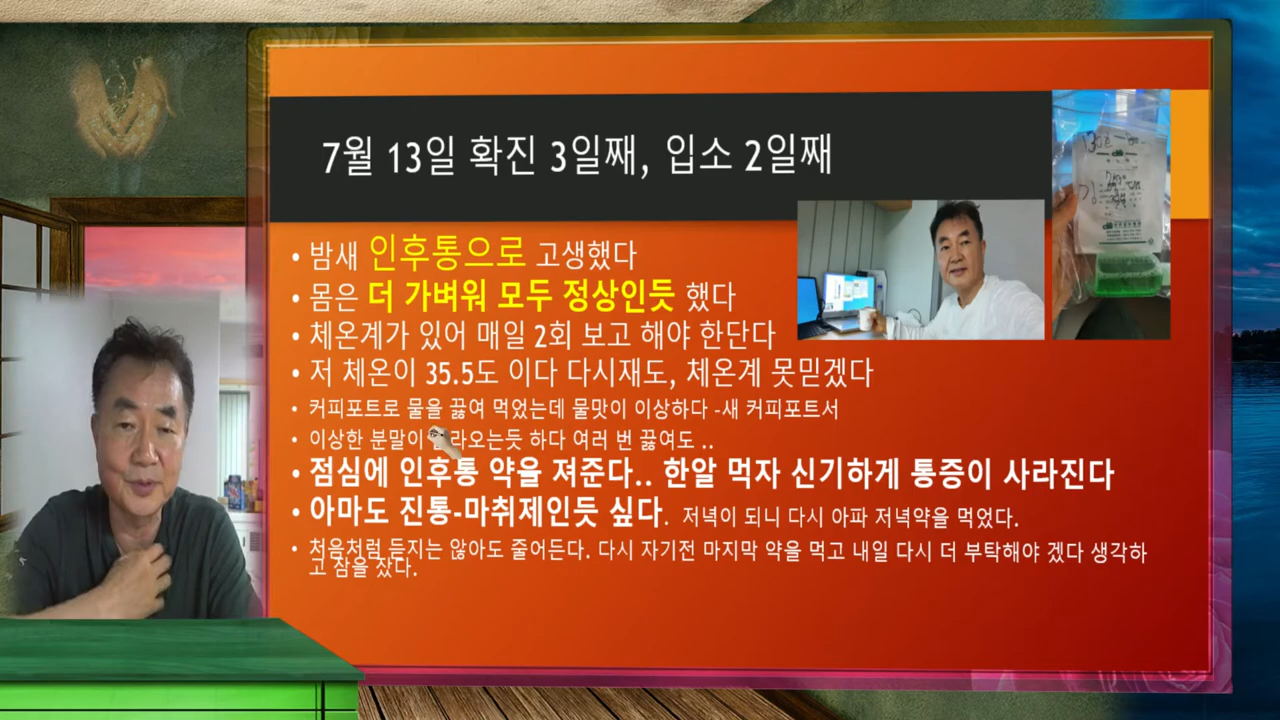 7월 13일 확진 3일째, 입소 2일째
• 밤새 인후통으로 고생했다
• 몸은 더 가벼워 모두 정상인듯 했다
• 체온계가 있어 매일 2회 보고 해야 한단다
• 저 체온이 35.5도 이다 다시재도, 체온계 못믿겠다
• 커피포트로 물을 끓여 먹었는데 물맛이 이상하다 -새 커피포트서
• 이상한 분말이 라오는듯 하다 여러 번 끓여도 ..
• 점심에 인후통 약을 져준다.. 한알 먹자 신기하게 통증이 사라진다
• 아마도 진통-마취제인듯 싶다. 저녁이 되니 다시 아파 저녁약을 먹었다.
• 처음처럼 듣지는 않아도 줄어든다. 다시 자기전 마지막 약을 먹고 내일 다시 더 부탁해야 겠다 생각하
고 잠을 잤다.